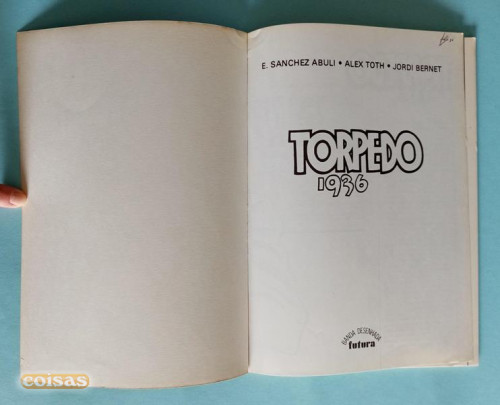 E. SANCHEZ ABULI • ALEX TOTH • JORDI BERNET
TORPEDO
1936
BANDA DESENHADA
futura
coisas